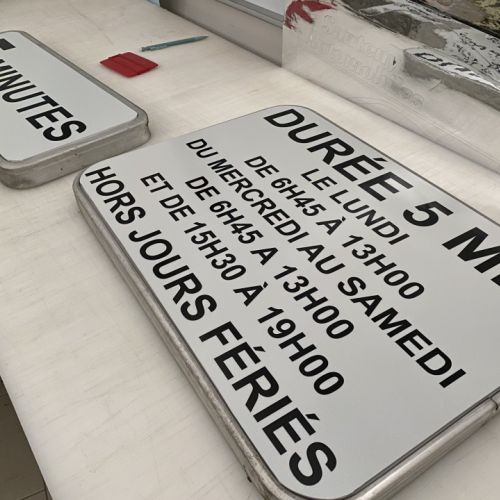 MINUTES
DURÉE 5 M
LE LUNDI
DE 6H45 À 13H00
DU MERCREDI AU SAMEDI
DE 6H45 A 13H00
ET DE 15H30 À 19H00
HORS JOURS FÉRIÉS